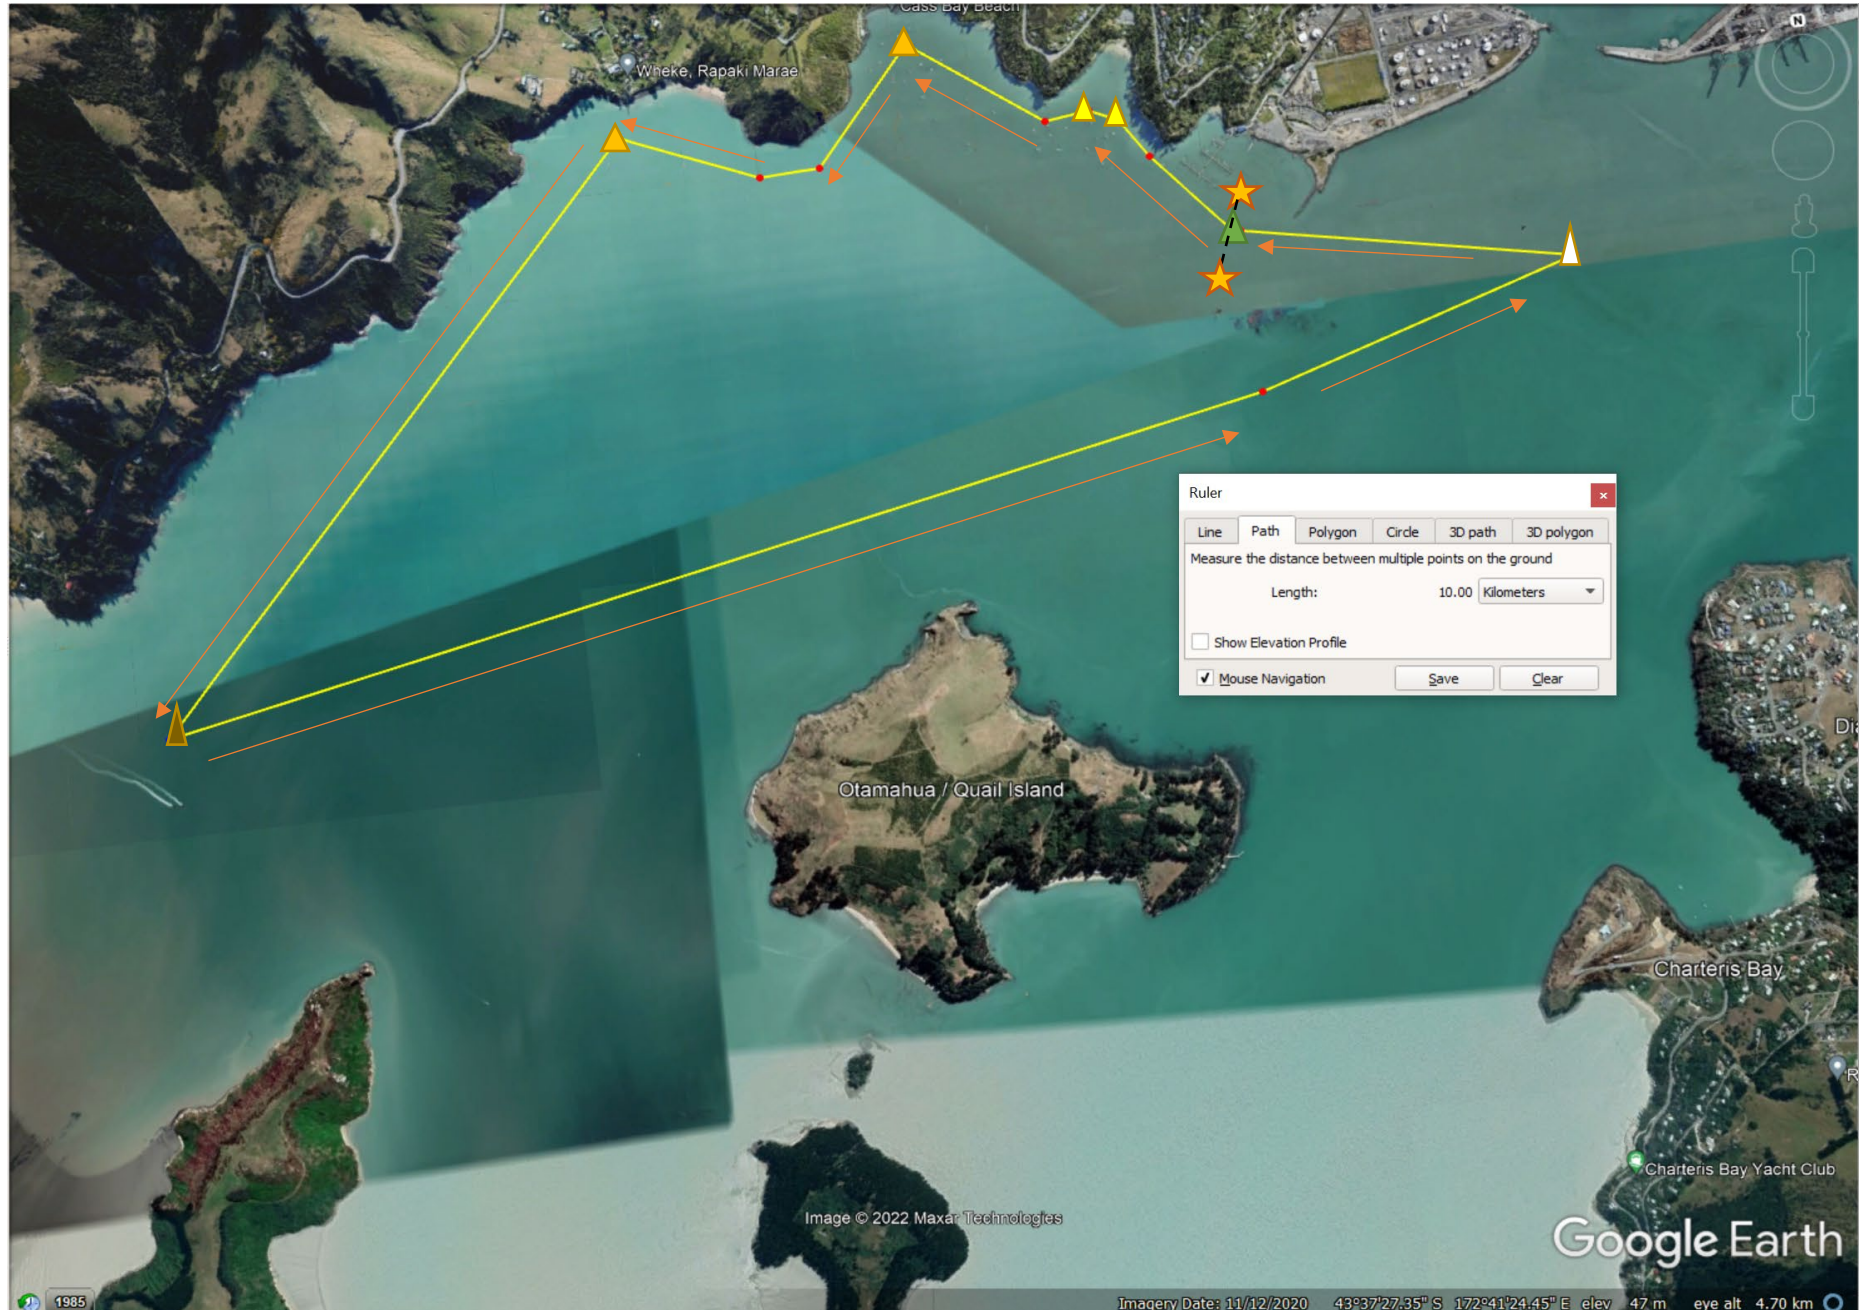 Cass Bay Beach
N
Wheke, Rapaki Marae
Ruler
×
Line Path Polygon Circle 3D path 3D polygon
Measure the distance between multiple points on the ground
Length: 10.00 Kilometers
Show Elevation Profile
Mouse Navigation Save Clear
Dia
Otamahua / Quail Island
Charteris Bay
R
Charteris Bay Yacht Club
Image © 2022 Maxar Technologies
Google Earth
1985
Imagery Date: 11/12/2020 43°37'27.35" S 172°41'24.45" E elev 47 m eye alt 4.70 km